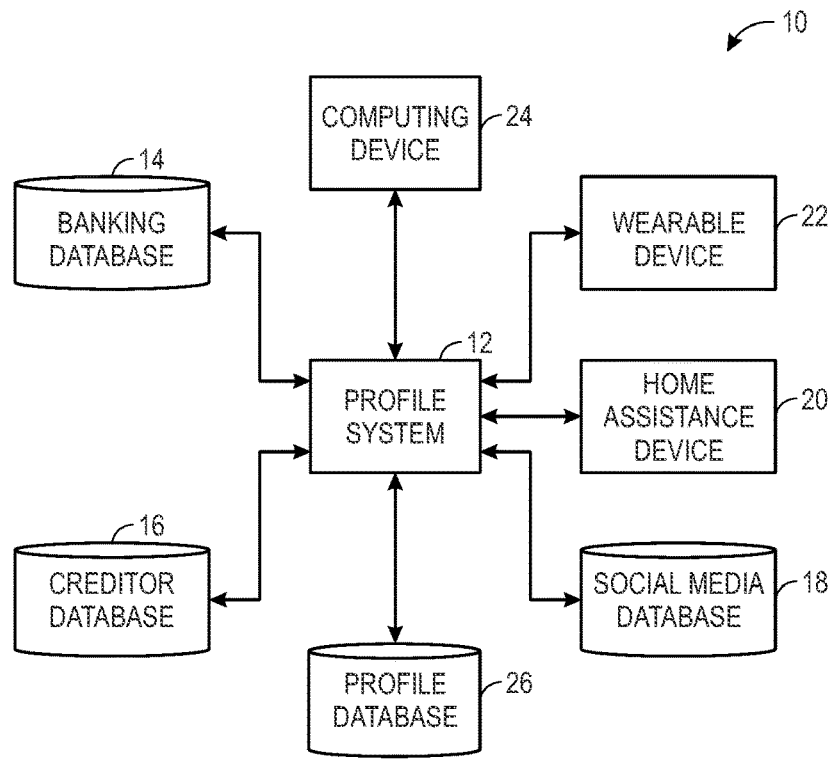 10
COMPUTING
DEVICE
24
14
BANKING
DATABASE
WEARABLE
DEVICE
22
12
PROFILE
SYSTEM
HOME
ASSISTANCE
DEVICE
20
16
CREDITOR
DATABASE
SOCIAL MEDIA
DATABASE
18
PROFILE
DATABASE
26